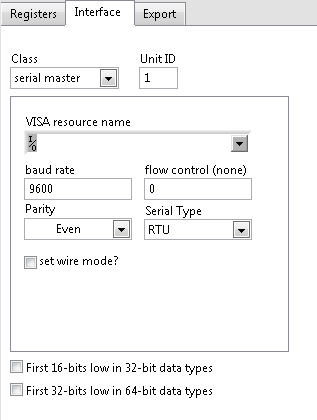 Registers Interface Export
Class Unit ID
serial master 1
VISA resource name
I/O
baud rate flow control (none)
9600 0
Parity Serial Type
Even RTU
set wire mode?
First 16-bits low in 32-bit data types
First 32-bits low in 64-bit data types